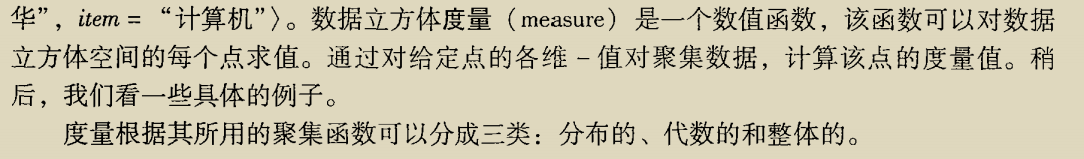 华”，item = “计算机”〉。数据立方体度量（measure）是一个数值函数，该函数可以对数据
立方体空间的每个点求值。通过对给定点的各维–值对聚集数据，计算该点的度量值。稍
后，我们看一些具体的例子。
度量根据其所用的聚集函数可以分成三类：分布的、代数的和整体的。